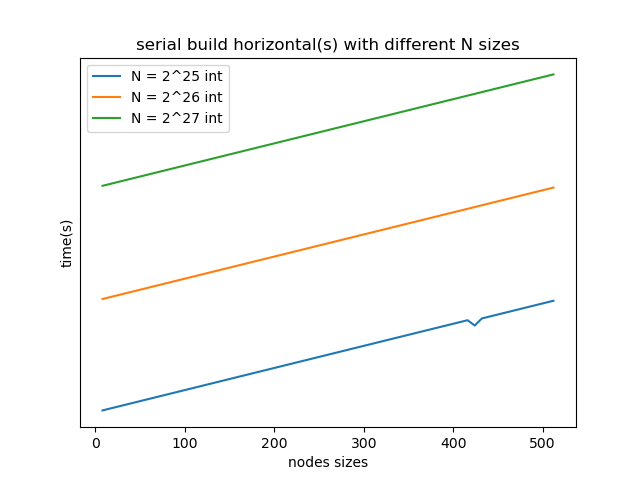 serial build horizontal(s) with different N sizes
N = 2^25 int
N = 2^26 int
N = 2^27 int
time(s)
0 100 200 300 400 500
nodes sizes